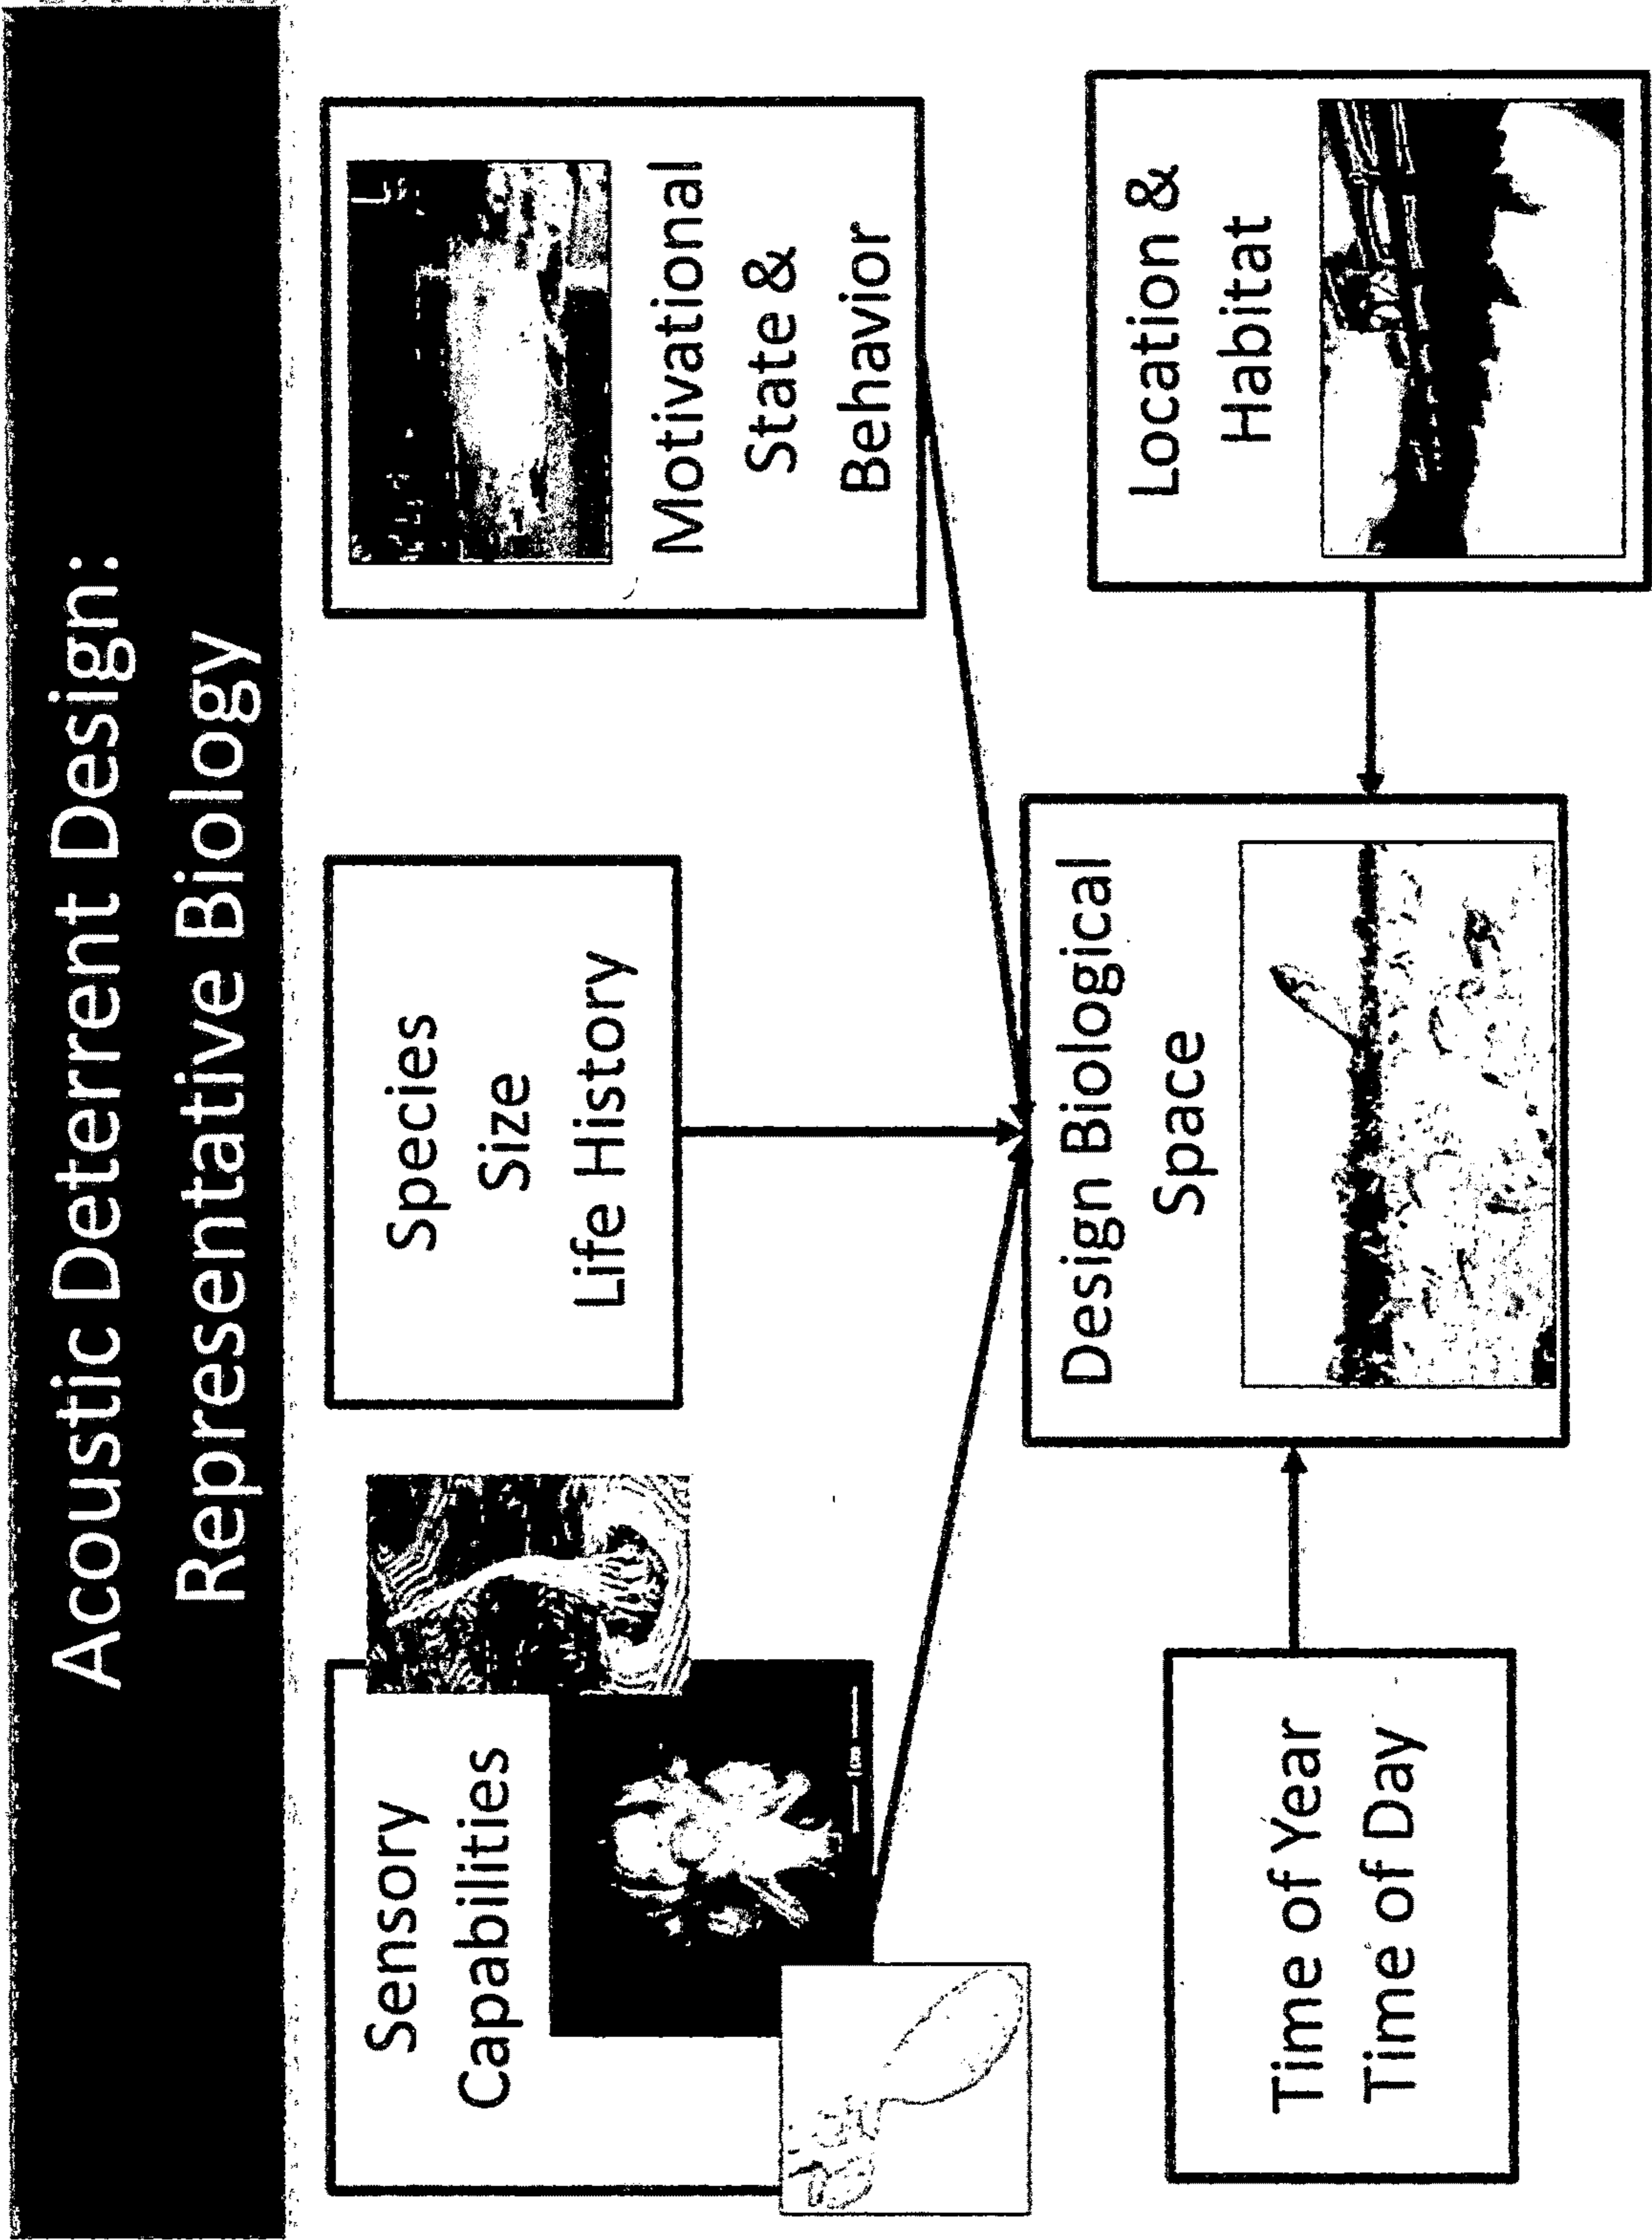 Acoustic Deterrent Design:
Representative Biology
Sensory
Capabilities
Species
Size
Life History
Motivational
State &
Behavior
Time of Year
Time of Day
Design Biological
Space
Location &
Habitat